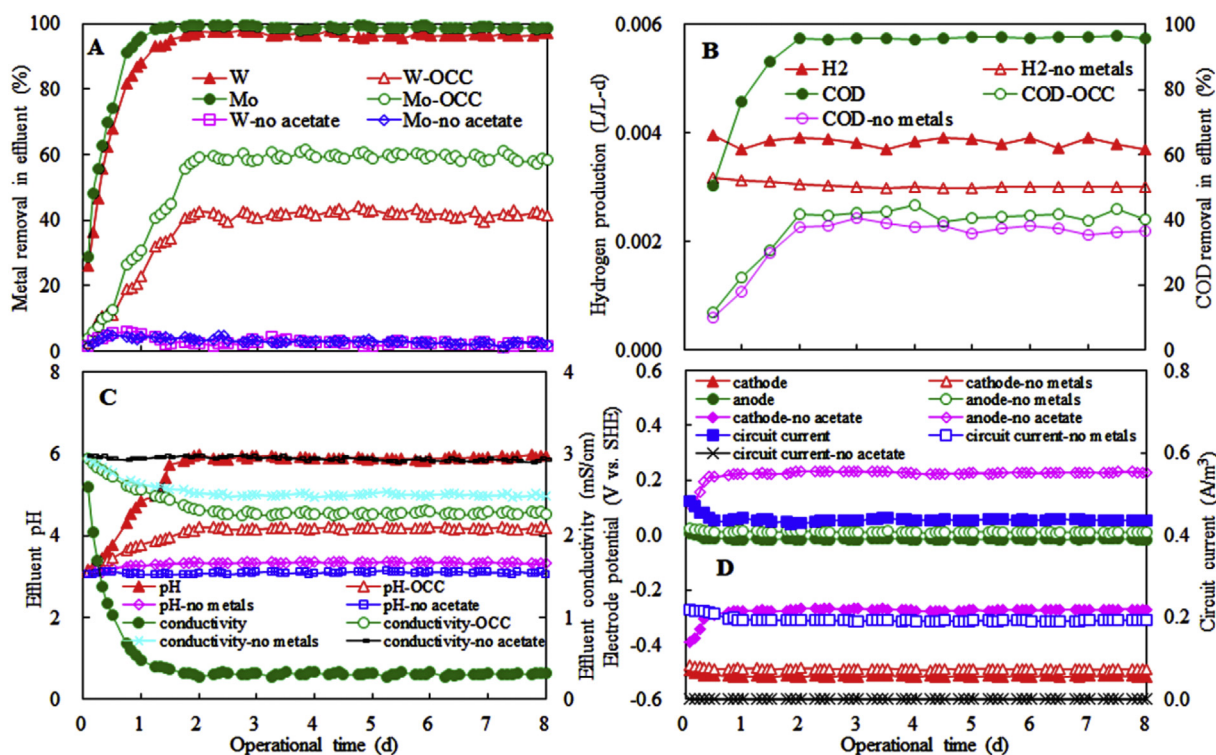 A
Metal removal in effluent (%)
100
80
60
40
20
0
W
W-OCC
Mo
Mo-OCC
W-no acetate
Mo-no acetate
B
Hydrogen production (L/L-d)
0.006
0.004
0.002
0.000
H2
H2-no metals
COD
COD-OCC
COD-no metals
100
80
60
40
20
0
COD removal in effluent (%)
C
Effluent pH
8
6
4
2
0
pH
pH-OCC
pH-no metals
pH-no acetate
conductivity
conductivity-OCC
conductivity-no metals
conductivity-no acetate
4
3
2
1
0
Effluent conductivity (mS/cm)
0 1 2 3 4 5 6 7 8
Operational time (d)
D
Electrode potential (V vs. SHE)
0.6
0.4
0.2
0.0
-0.2
-0.4
-0.6
cathode
cathode-no metals
anode
anode-no metals
cathode-no acetate
anode-no acetate
circuit current
circuit current-no metals
circuit current-no acetate
0.8
0.6
0.4
0.2
0.0
Circuit current (A/m³)
0 1 2 3 4 5 6 7 8
Operational time (d)